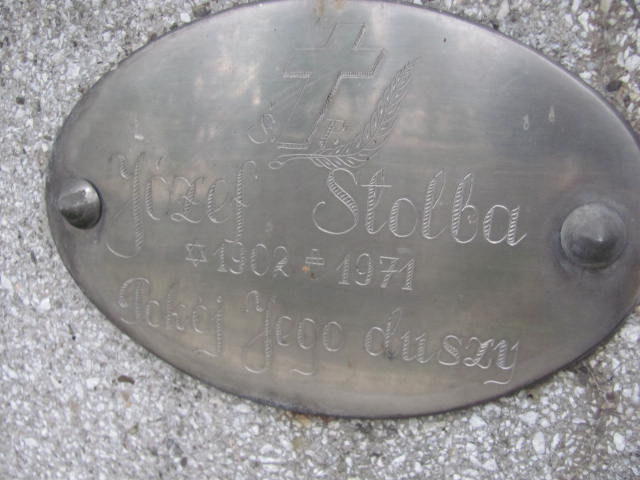 Ś P.
Józef Stolba
* 1902 + 1971
Pokój Jego duszy